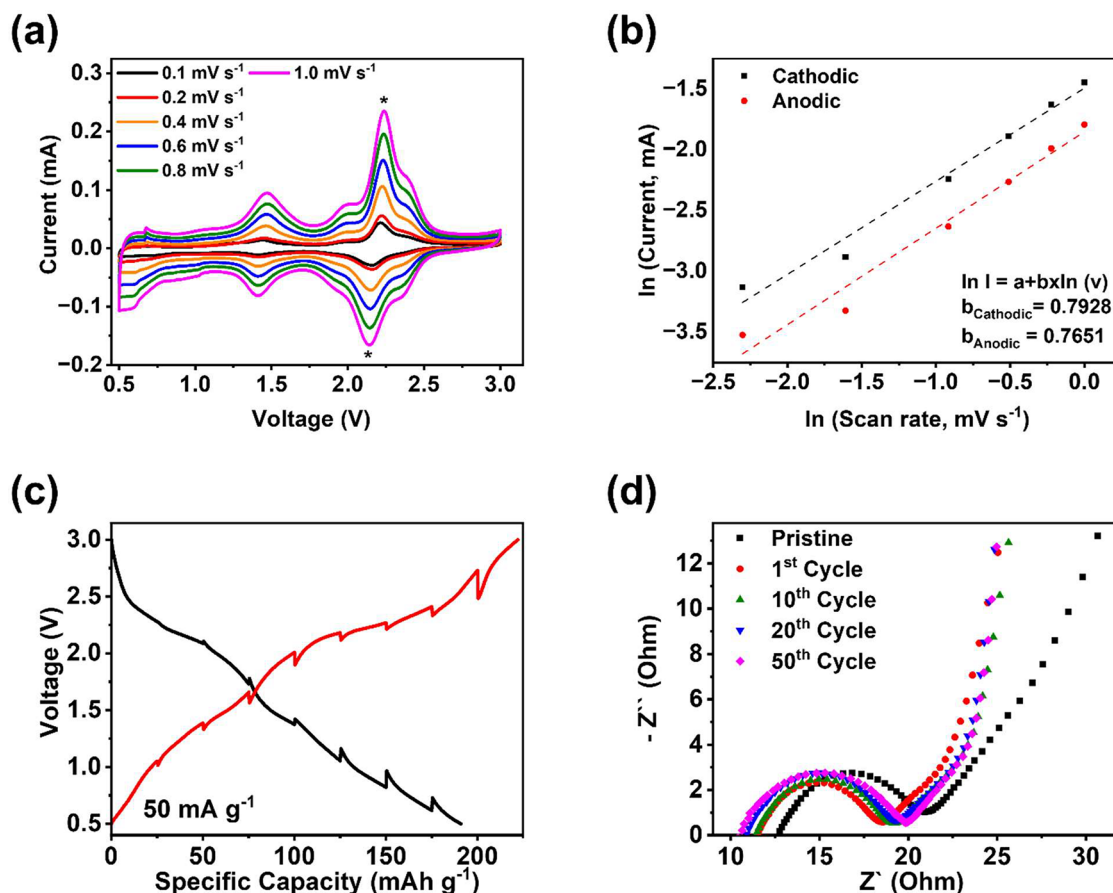 (a)
0.1 mV s⁻¹ 1.0 mV s⁻¹
0.2 mV s⁻¹
0.4 mV s⁻¹
0.6 mV s⁻¹
0.8 mV s⁻¹
*
*
0.3
0.2
0.1
0.0
−0.1
−0.2
Current (mA)
0.5 1.0 1.5 2.0 2.5 3.0
Voltage (V)
(b)
Cathodic
Anodic
−1.5
−2.0
−2.5
−3.0
−3.5
ln (Current, mA)
ln I = a+bxln (v)
b_Cathodic = 0.7928
b_Anodic = 0.7651
−2.5 −2.0 −1.5 −1.0 −0.5 0.0
ln (Scan rate, mV s⁻¹)
(c)
3.0
2.5
2.0
1.5
1.0
0.5
Voltage (V)
50 mA g⁻¹
0 50 100 150 200
Specific Capacity (mAh g⁻¹)
(d)
Pristine
1st Cycle
10th Cycle
20th Cycle
50th Cycle
12
10
8
6
4
2
0
- Z`` (Ohm)
10 15 20 25 30
Z` (Ohm)